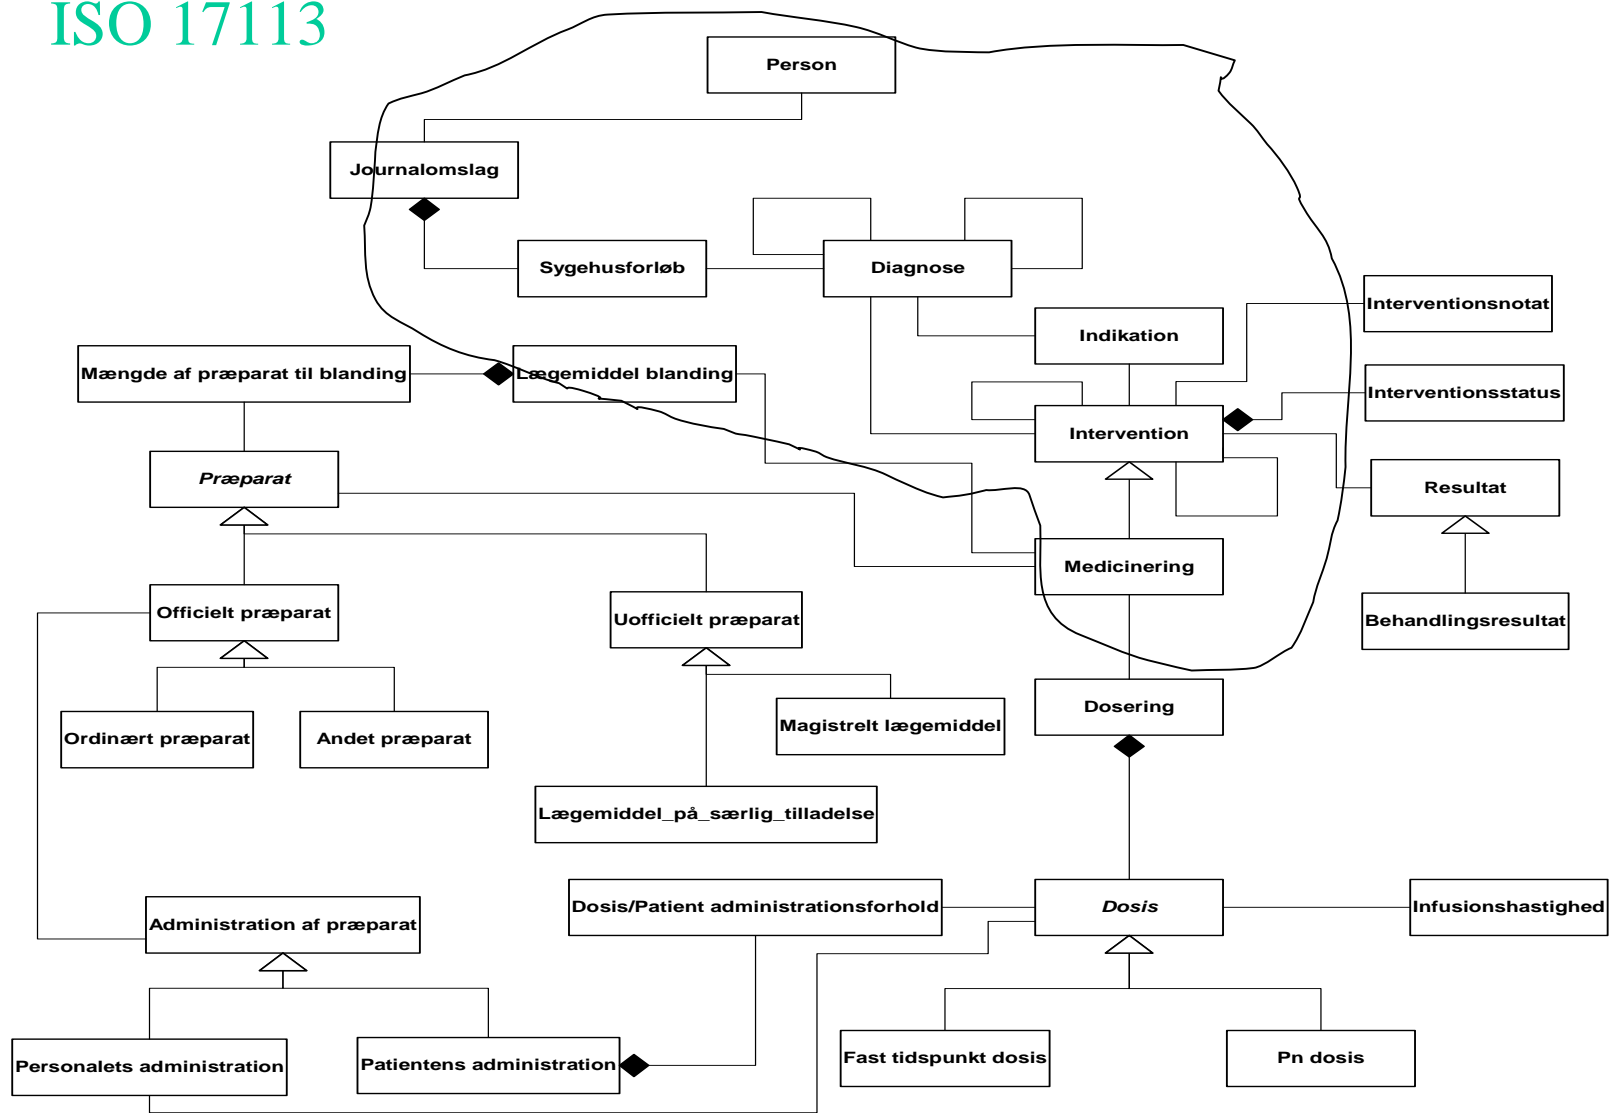 ISO 17113
Person
Journalomslag
Sygehusforløb
Diagnose
Interventionsnotat
Indikation
Mængde af præparat til blanding
Lægemiddel blanding
Interventionsstatus
Intervention
Præparat
Resultat
Medicinering
Officielt præparat
Uofficielt præparat
Behandlingsresultat
Dosering
Ordinært præparat
Andet præparat
Magistrelt lægemiddel
Lægemiddel_på_særlig_tilladelse
Administration af præparat
Dosis/Patient administrationsforhold
Dosis
Infusionshastighed
Personalets administration
Patientens administration
Fast tidspunkt dosis
Pn dosis